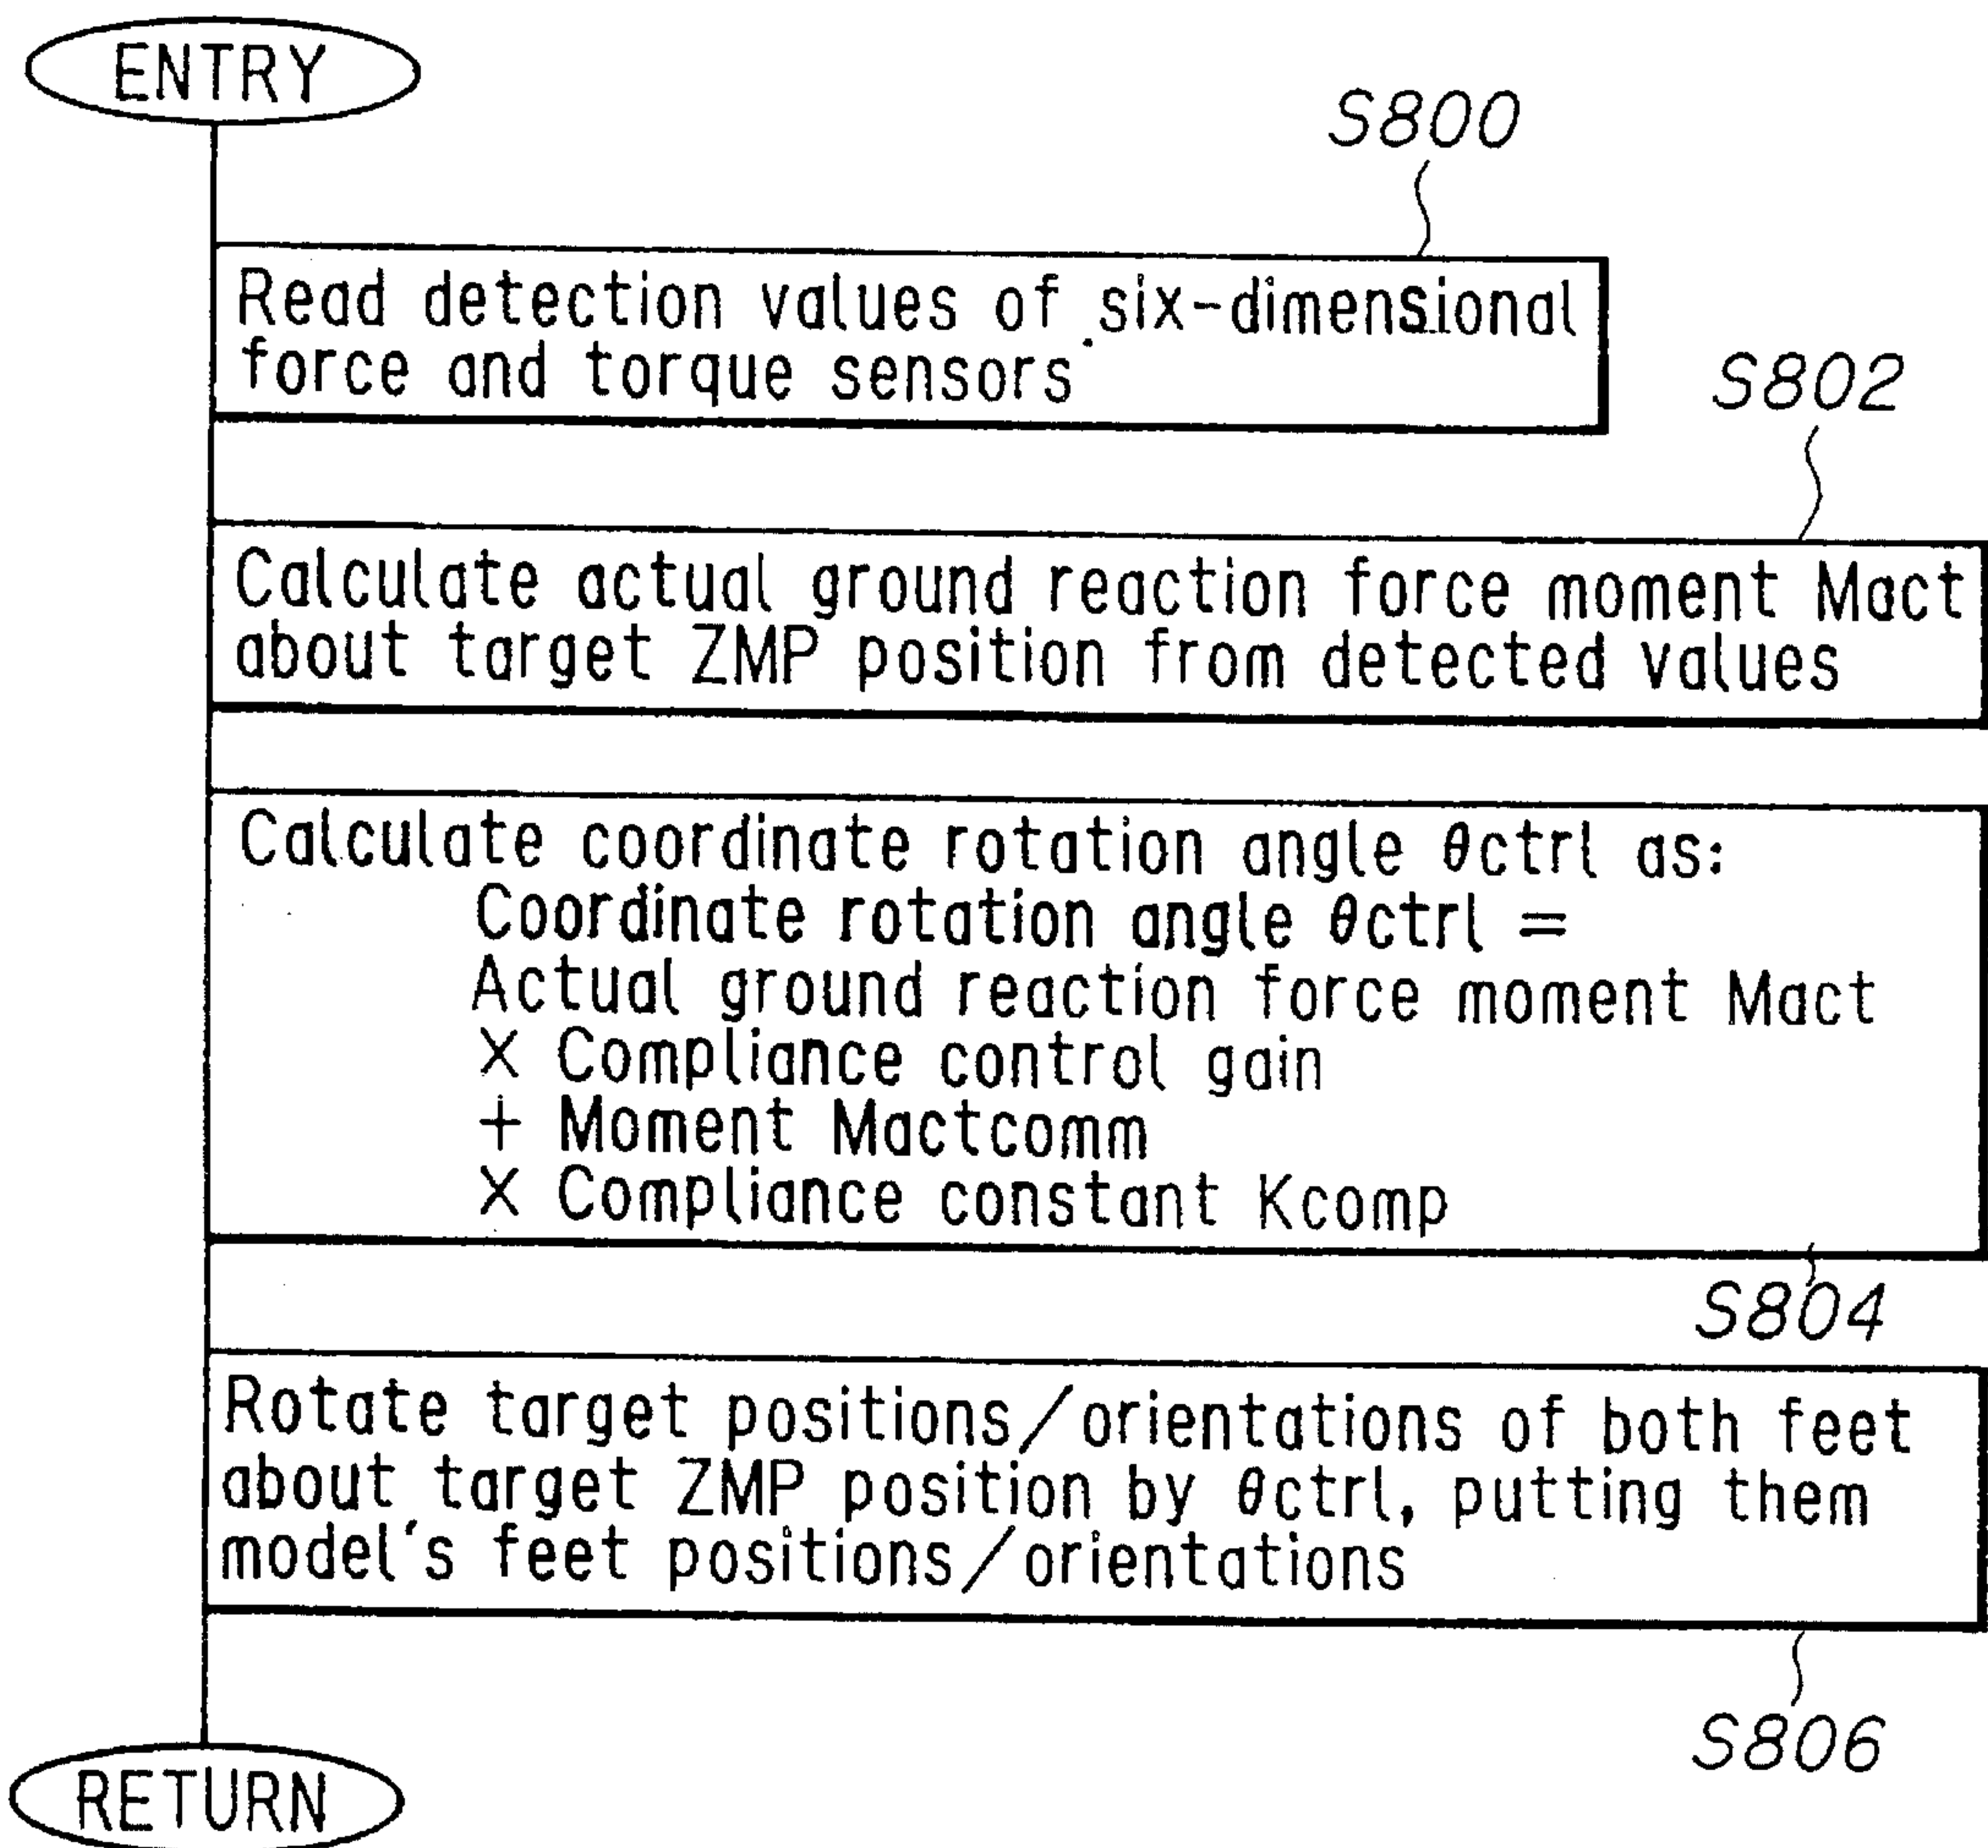 ENTRY
S800
Read detection values of six-dimensional
force and torque sensors
S802
Calculate actual ground reaction force moment Mact
about target ZMP position from detected values
Calculate coordinate rotation angle θctrl as:
Coordinate rotation angle θctrl =
Actual ground reaction force moment Mact
× Compliance control gain
+ Moment Mactcomm
× Compliance constant Kcomp
S804
Rotate target positions/orientations of both feet
about target ZMP position by θctrl, putting them
model's feet positions/orientations
S806
RETURN